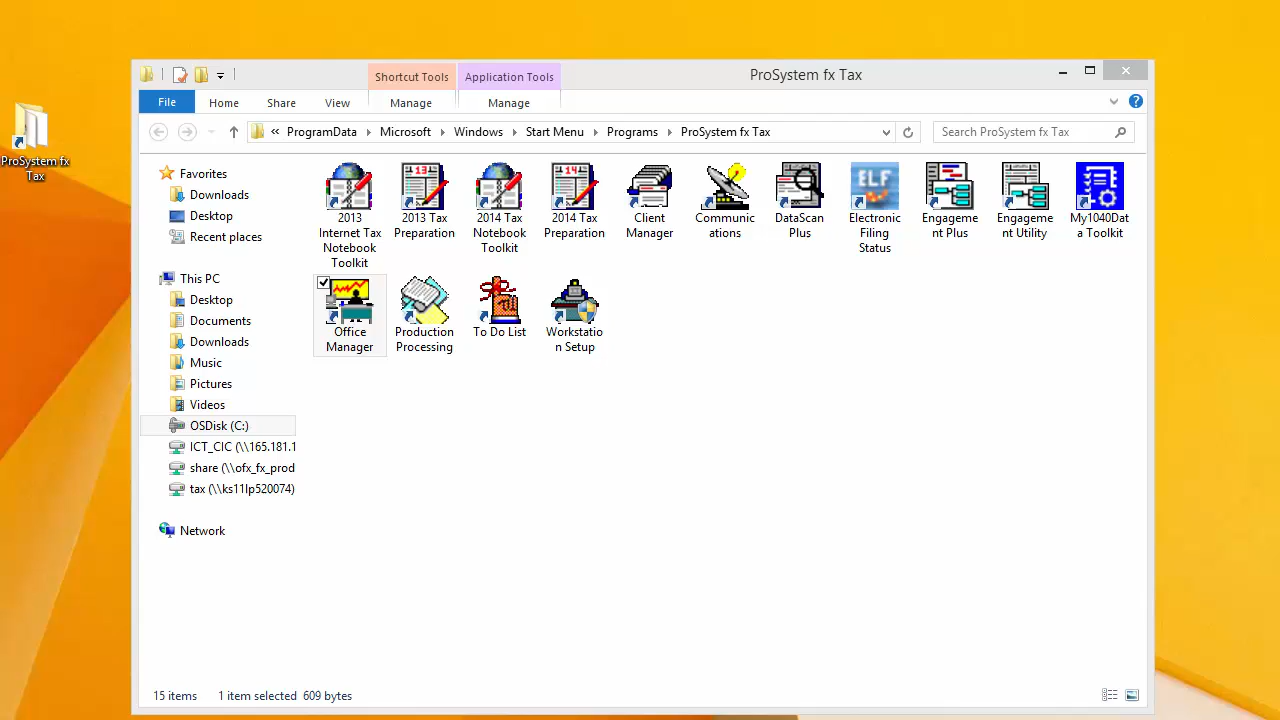 Shortcut Tools
Application Tools
ProSystem fx Tax
File
Home
Share
View
Manage
Manage
ProgramData
Microsoft
Windows
Start Menu
Programs
ProSystem fx Tax
Search ProSystem fx Tax
ProSystem fx
Tax
Favorites
Downloads
Desktop
Recent places
This PC
Desktop
Documents
Downloads
Music
Pictures
Videos
OSDisk (C:)
ICT_CIC (\\165.181.1
share (\\ofx_fx_prod
tax (\\ks11lp520074)
Network
2013
Internet Tax
Notebook
Toolkit
2013 Tax
Preparation
2014 Tax
Notebook
Toolkit
2014 Tax
Preparation
Client
Manager
Communic
ations
DataScan
Plus
ELF
Electronic
Filing
Status
Engageme
nt Plus
Engageme
nt Utility
My1040Dat
a Toolkit
Office
Manager
Production
Processing
To Do List
Workstatio
n Setup
15 items
1 item selected 609 bytes